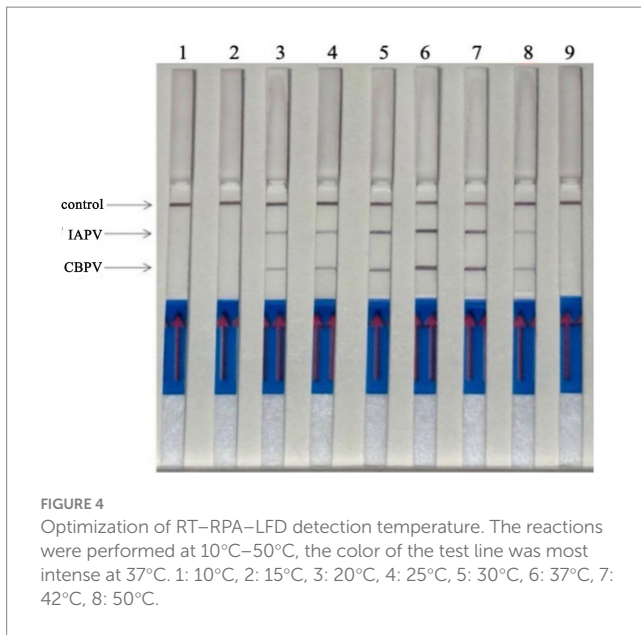 1 2 3 4 5 6 7 8 9
control
IAPV
CBPV
FIGURE 4
Optimization of RT–RPA–LFD detection temperature. The reactions
were performed at 10°C–50°C, the color of the test line was most
intense at 37°C. 1: 10°C, 2: 15°C, 3: 20°C, 4: 25°C, 5: 30°C, 6: 37°C, 7:
42°C, 8: 50°C.